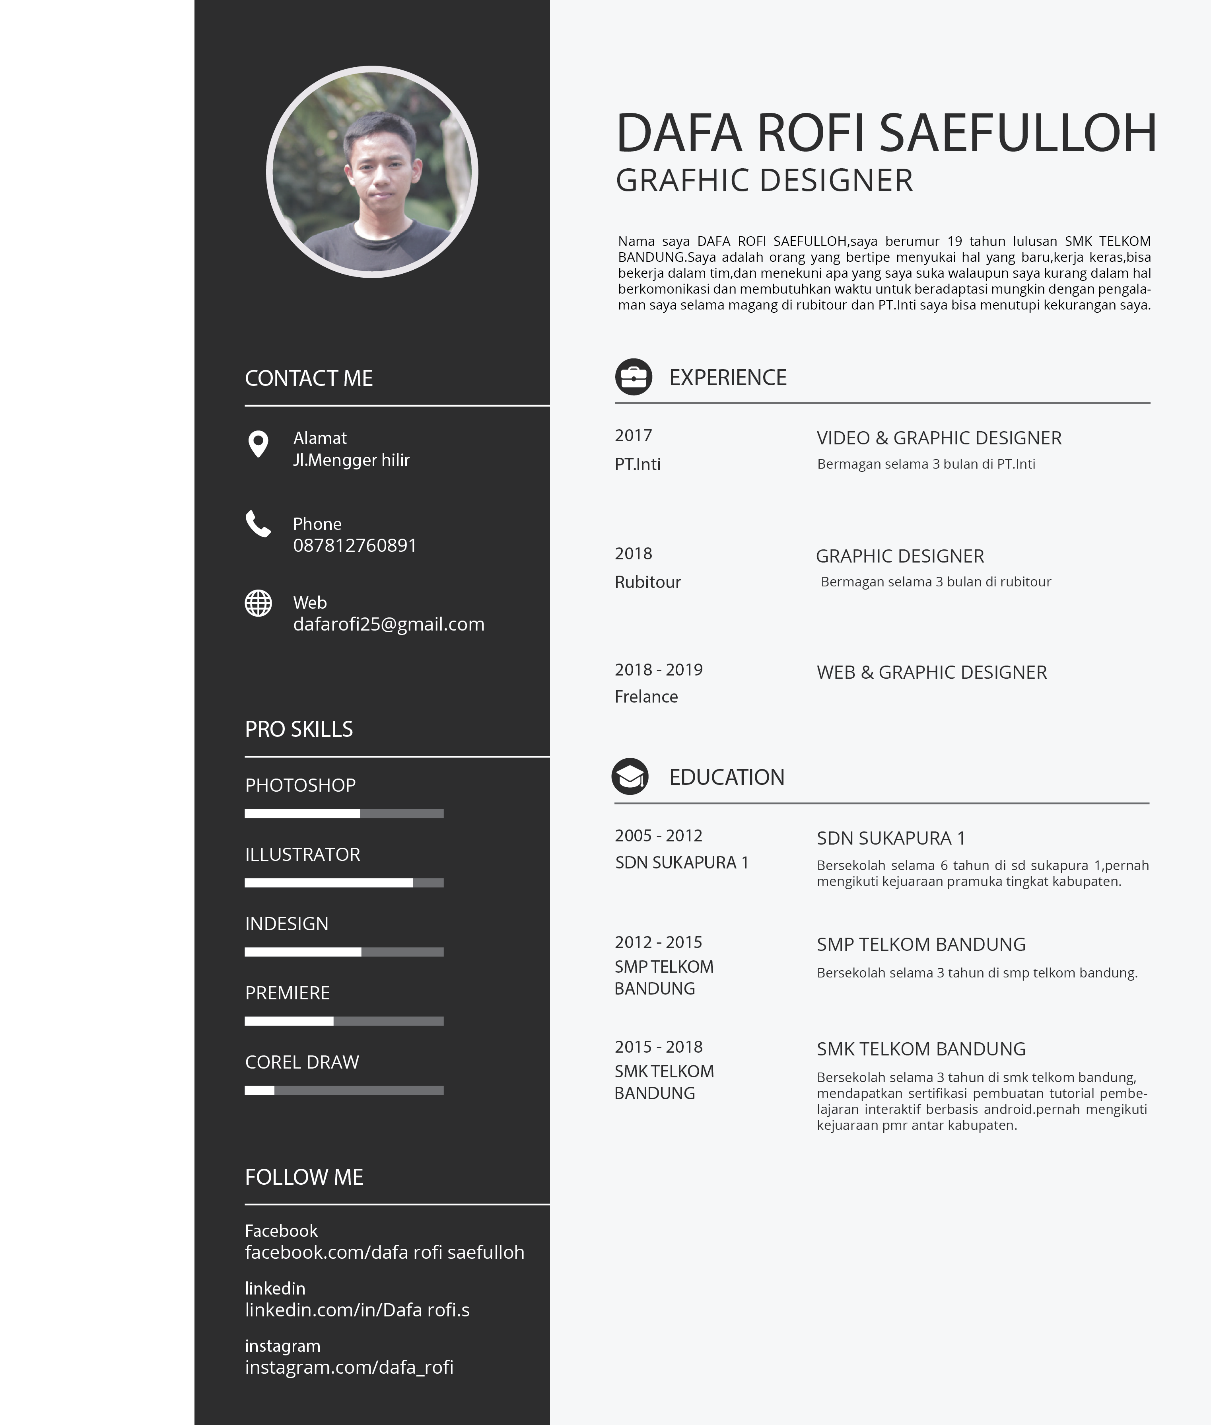 DAFA ROFI SAEFULLOH
GRAFHIC DESIGNER
Nama saya DAFA ROFI SAEFULLOH,saya berumur 19 tahun lulusan SMK TELKOM
BANDUNG.Saya adalah orang yang bertipe menyukai hal yang baru,kerja keras,bisa
bekerja dalam tim,dan menekuni apa yang saya suka walaupun saya kurang dalam hal
berkomonikasi dan membutuhkan waktu untuk beradaptasi mungkin dengan pengala-
man saya selama magang di rubitour dan PT.Inti saya bisa menutupi kekurangan saya.
CONTACT ME
Alamat
Jl.Mengger hilir
Phone
087812760891
Web
dafarofi25@gmail.com
PRO SKILLS
PHOTOSHOP
ILLUSTRATOR
INDESIGN
PREMIERE
COREL DRAW
FOLLOW ME
Facebook
facebook.com/dafa rofi saefulloh
linkedin
linkedin.com/in/Dafa rofi.s
instagram
instagram.com/dafa_rofi
EXPERIENCE
2017
PT.Inti
VIDEO & GRAPHIC DESIGNER
Bermagan selama 3 bulan di PT.Inti
2018
Rubitour
GRAPHIC DESIGNER
Bermagan selama 3 bulan di rubitour
2018 - 2019
Frelance
WEB & GRAPHIC DESIGNER
EDUCATION
2005 - 2012
SDN SUKAPURA 1
SDN SUKAPURA 1
Bersekolah selama 6 tahun di sd sukapura 1,pernah
mengikuti kejuaraan pramuka tingkat kabupaten.
2012 - 2015
SMP TELKOM
BANDUNG
SMP TELKOM BANDUNG
Bersekolah selama 3 tahun di smp telkom bandung.
2015 - 2018
SMK TELKOM
BANDUNG
SMK TELKOM BANDUNG
Bersekolah selama 3 tahun di smk telkom bandung,
mendapatkan sertifikasi pembuatan tutorial pembe-
lajaran interaktif berbasis android.pernah mengikuti
kejuaraan pmr antar kabupaten.